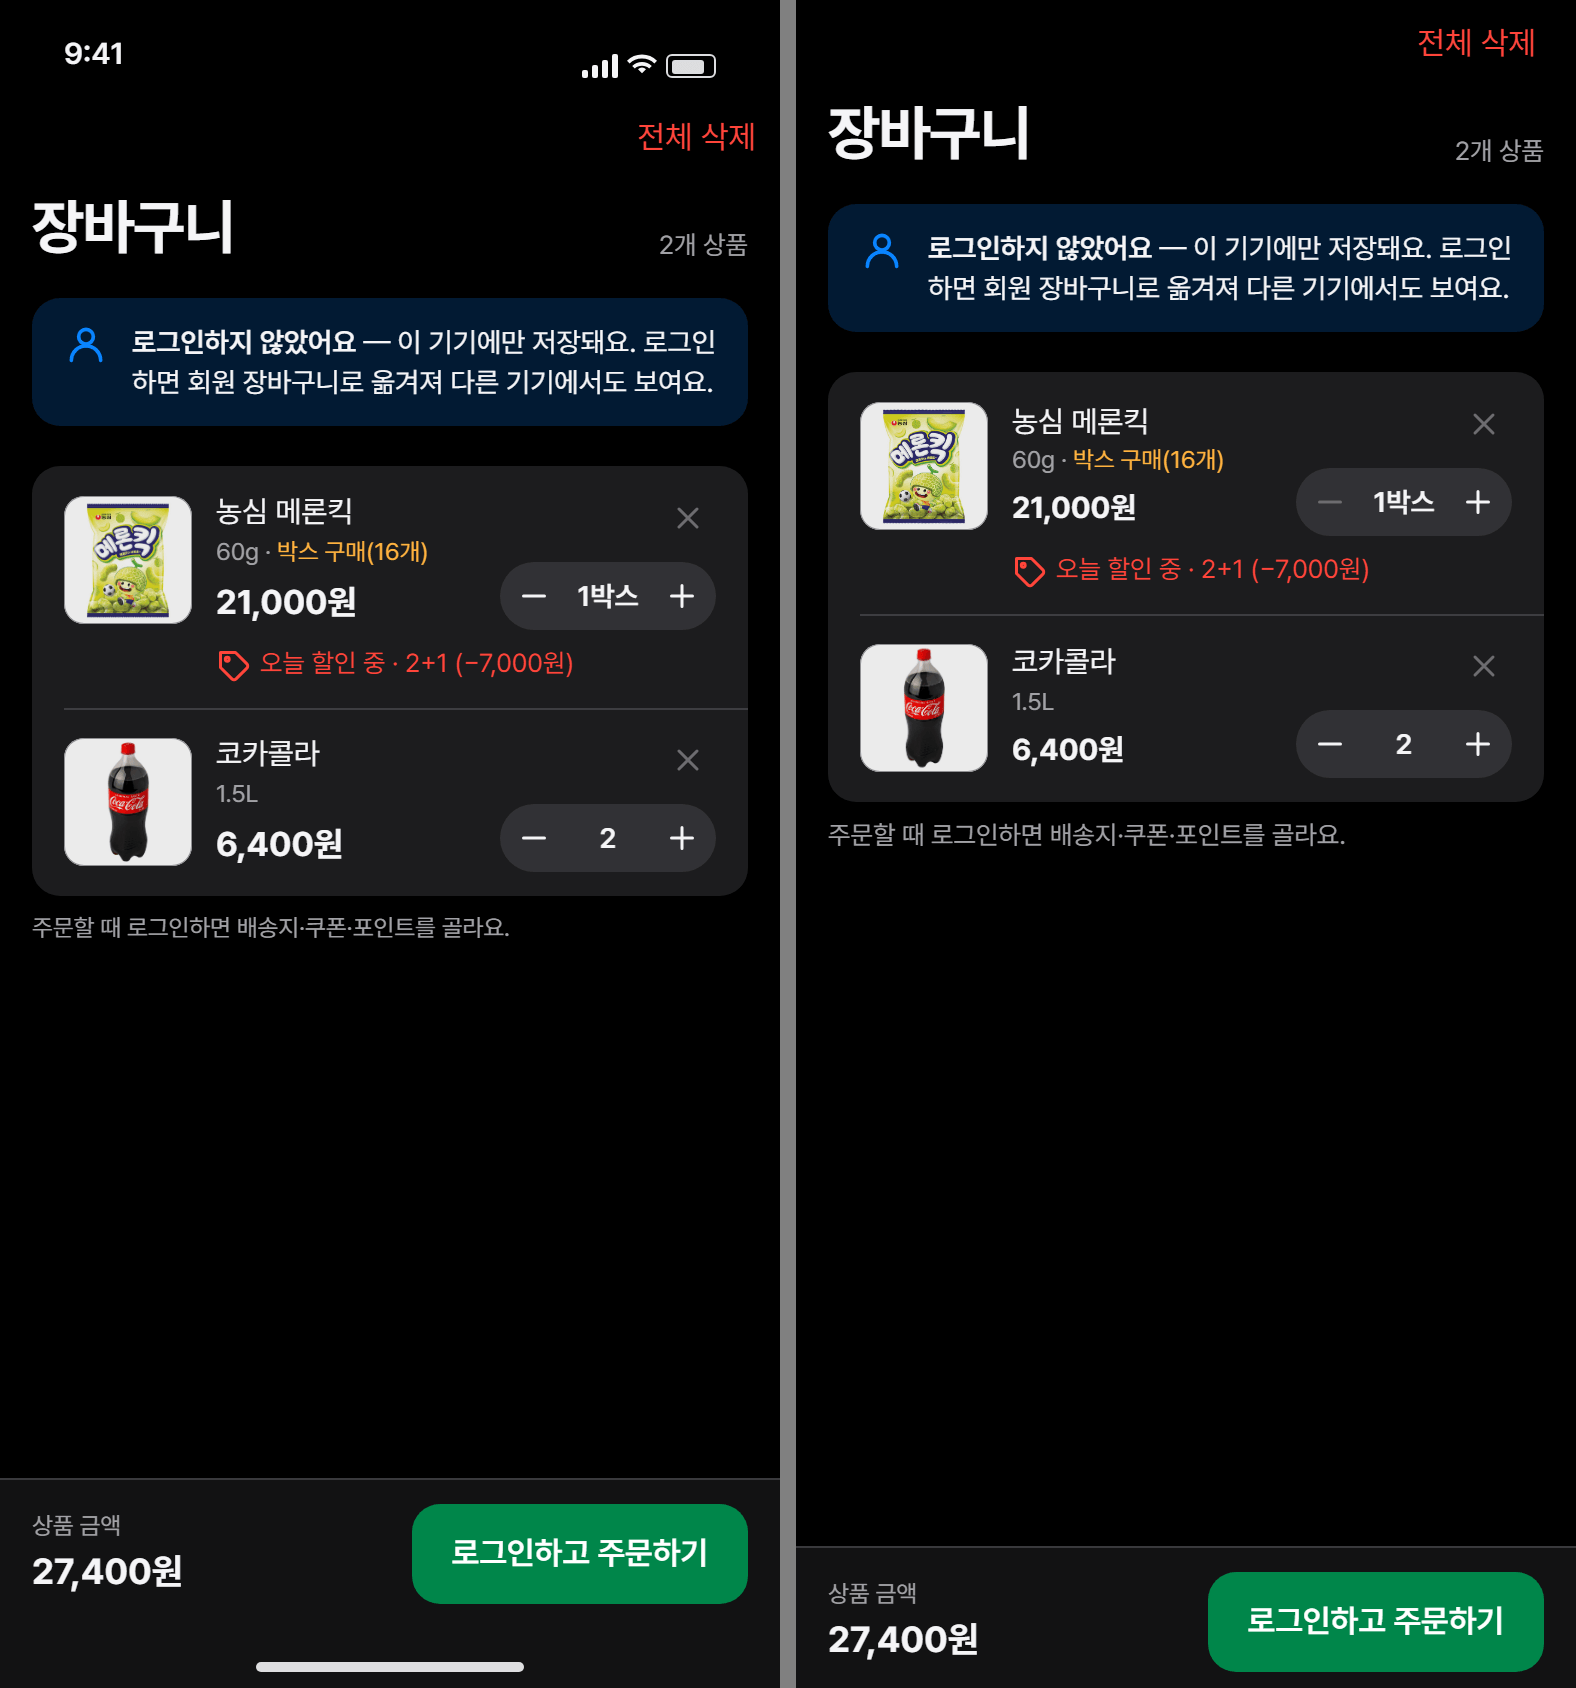 9:41
전체 삭제
장바구니
2개 상품
로그인하지 않았어요 — 이 기기에만 저장돼요. 로그인
하면 회원 장바구니로 옮겨져 다른 기기에서도 보여요.
농심
메론킥
농심 메론킥
60g · 박스 구매(16개)
21,000원
1박스
오늘 할인 중 · 2+1 (−7,000원)
Coca-Cola
코카콜라
1.5L
6,400원
2
주문할 때 로그인하면 배송지·쿠폰·포인트를 골라요.
상품 금액
27,400원
로그인하고 주문하기
전체 삭제
장바구니
2개 상품
로그인하지 않았어요 — 이 기기에만 저장돼요. 로그인
하면 회원 장바구니로 옮겨져 다른 기기에서도 보여요.
농심
메론킥
농심 메론킥
60g · 박스 구매(16개)
21,000원
1박스
오늘 할인 중 · 2+1 (−7,000원)
Coca-Cola
코카콜라
1.5L
6,400원
2
주문할 때 로그인하면 배송지·쿠폰·포인트를 골라요.
상품 금액
27,400원
로그인하고 주문하기